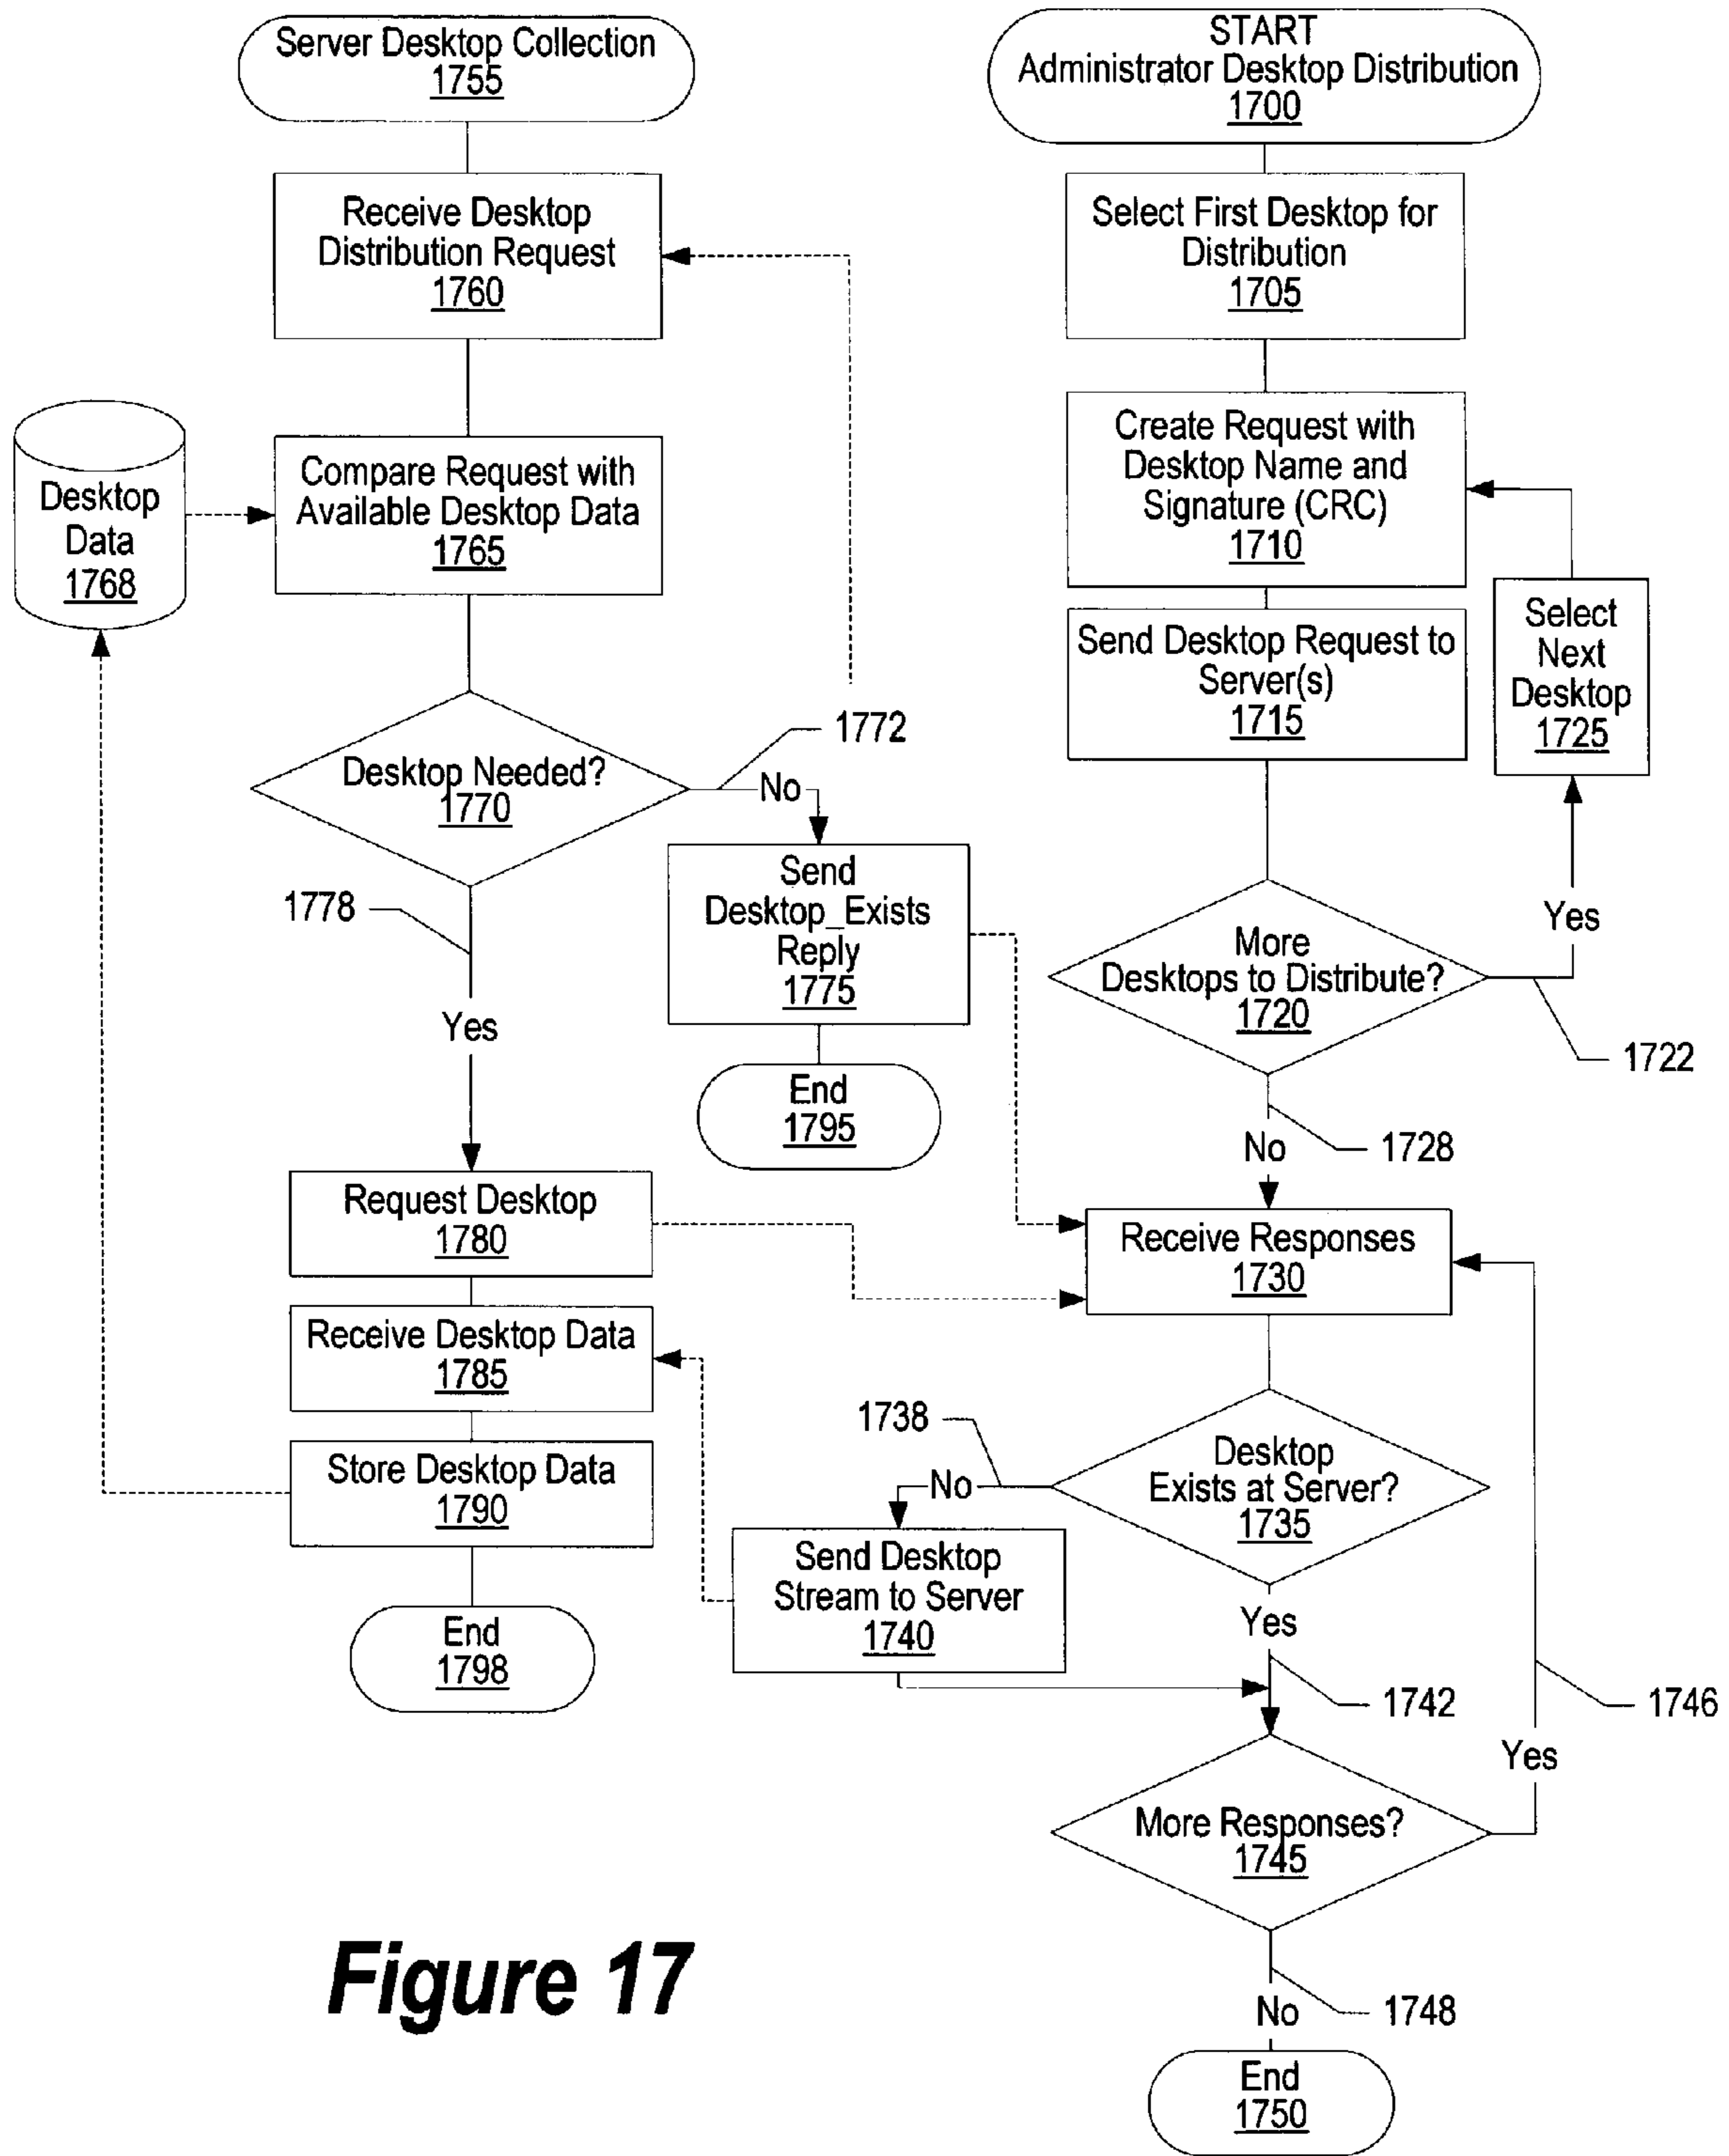 Server Desktop Collection
1755
Receive Desktop
Distribution Request
1760
Desktop
Data
1768
Compare Request with
Available Desktop Data
1765
Desktop Needed?
1770
1772
No
Send
Desktop_Exists
Reply
1775
End
1795
1778
Yes
Request Desktop
1780
Receive Desktop Data
1785
Store Desktop Data
1790
End
1798
START
Administrator Desktop Distribution
1700
Select First Desktop for
Distribution
1705
Create Request with
Desktop Name and
Signature (CRC)
1710
Send Desktop Request to
Server(s)
1715
Select
Next
Desktop
1725
Yes
More
Desktops to Distribute?
1720
1722
1728
No
Receive Responses
1730
1738
No
Desktop
Exists at Server?
1735
Send Desktop
Stream to Server
1740
Yes
1742
1746
Yes
More Responses?
1745
1748
No
End
1750
Figure 17